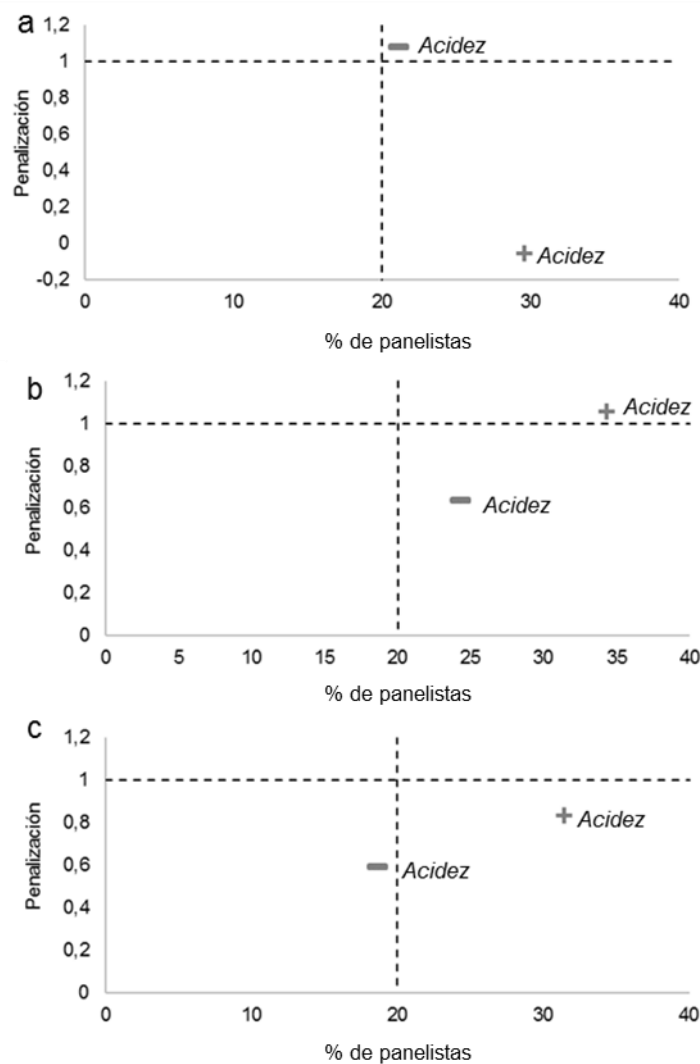 a
1,2
Acidez
1
0,8
Penalización
0,6
0,4
0,2
0
+ Acidez
-0,2
0 10 20 30 40
% de panelistas
b
1,2
+ Acidez
1
0,8
Penalización
0,6
Acidez
0,4
0,2
0
0 5 10 15 20 25 30 35 40
% de panelistas
c
1,2
1
0,8
+ Acidez
Penalización
0,6
Acidez
0,4
0,2
0
0 10 20 30 40
% de panelistas